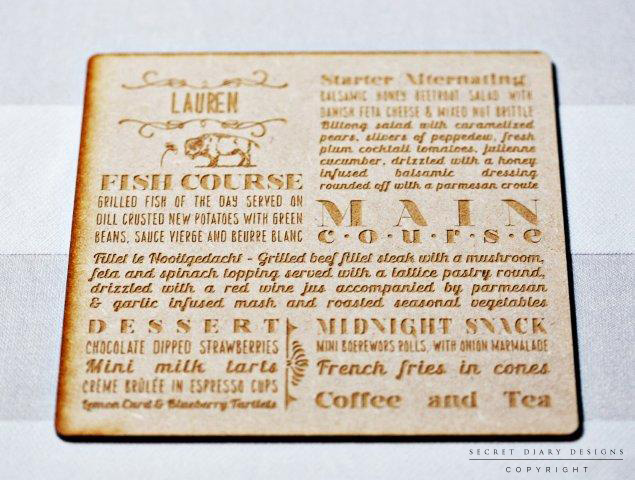 LAUREN
FISH COURSE
GRILLED FISH OF THE DAY SERVED ON
DILL CRUSTED NEW POTATOES WITH GREEN
BEANS, SAUCE VIERGE AND BEURRE BLANC
Starter Alternating
BALSAMIC HONEY BEETROOT SALAD WITH
DANISH FETA CHEESE & MIXED NUT BRITTLE
Biltong salad with caramelized
pears, slivers of peppedew, fresh
plum cocktail tomatoes, julienne
cucumber, drizzled with a honey
infused balsamic dressing
rounded off with a parmesan croute
MAIN
c·o·u·r·s·e
Fillet le Nooitgedacht - Grilled beef fillet steak with a mushroom,
feta and spinach topping served with a lattice pastry round,
drizzled with a red wine jus accompanied by parmesan
& garlic infused mash and roasted seasonal vegetables
DESSERT
CHOCOLATE DIPPED STRAWBERRIES
Mini milk tarts
CRÈME BRÛLÉE IN ESPRESSO CUPS
Lemon Curd & Blueberry Tartlets
MIDNIGHT SNACK
MINI BOEREWORS ROLLS, WITH ONION MARMALADE
French fries in cones
Coffee and Tea
SECRET DIARY DESIGNS
COPYRIGHT